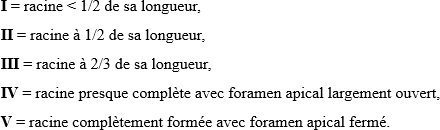 I = racine < 1/2 de sa longueur,
II = racine à 1/2 de sa longueur,
III = racine à 2/3 de sa longueur,
IV = racine presque complète avec foramen apical largement ouvert,
V = racine complètement formée avec foramen apical fermé.